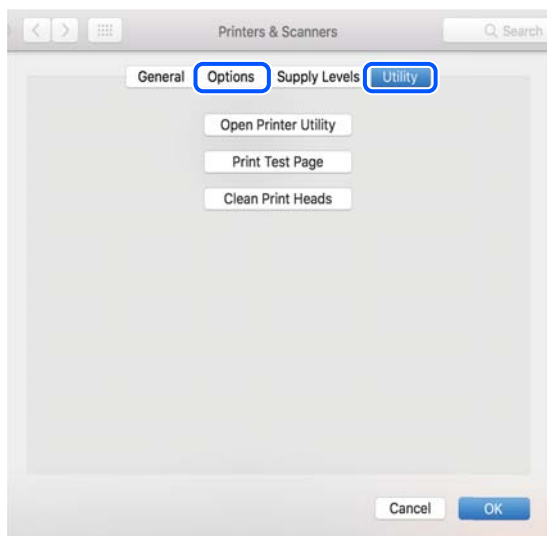 Printers & Scanners Search
General Options Supply Levels Utility
Open Printer Utility
Print Test Page
Clean Print Heads
Cancel OK